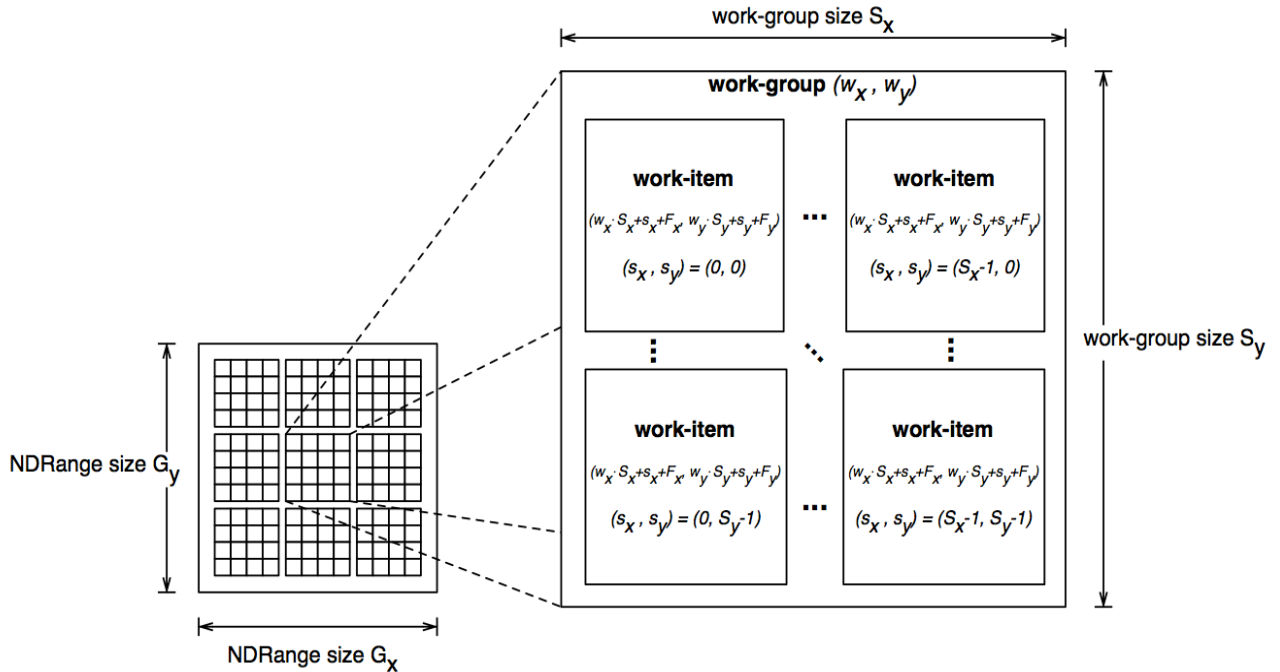 work-group size Sx
work-group (wx , wy)
work-item work-item
(wx· Sx+sx+Fx, wy· Sy+sy+Fy) ... (wx· Sx+sx+Fx, wy· Sy+sy+Fy)
(sx , sy) = (0, 0) (sx , sy) = (Sx-1, 0)
work-group size Sy
work-item work-item
NDRange size Gy
(wx· Sx+sx+Fx, wy· Sy+sy+Fy) (wx· Sx+sx+Fx, wy· Sy+sy+Fy)
(sx , sy) = (0, Sy-1) ... (sx , sy) = (Sx-1, Sy-1)
NDRange size Gx